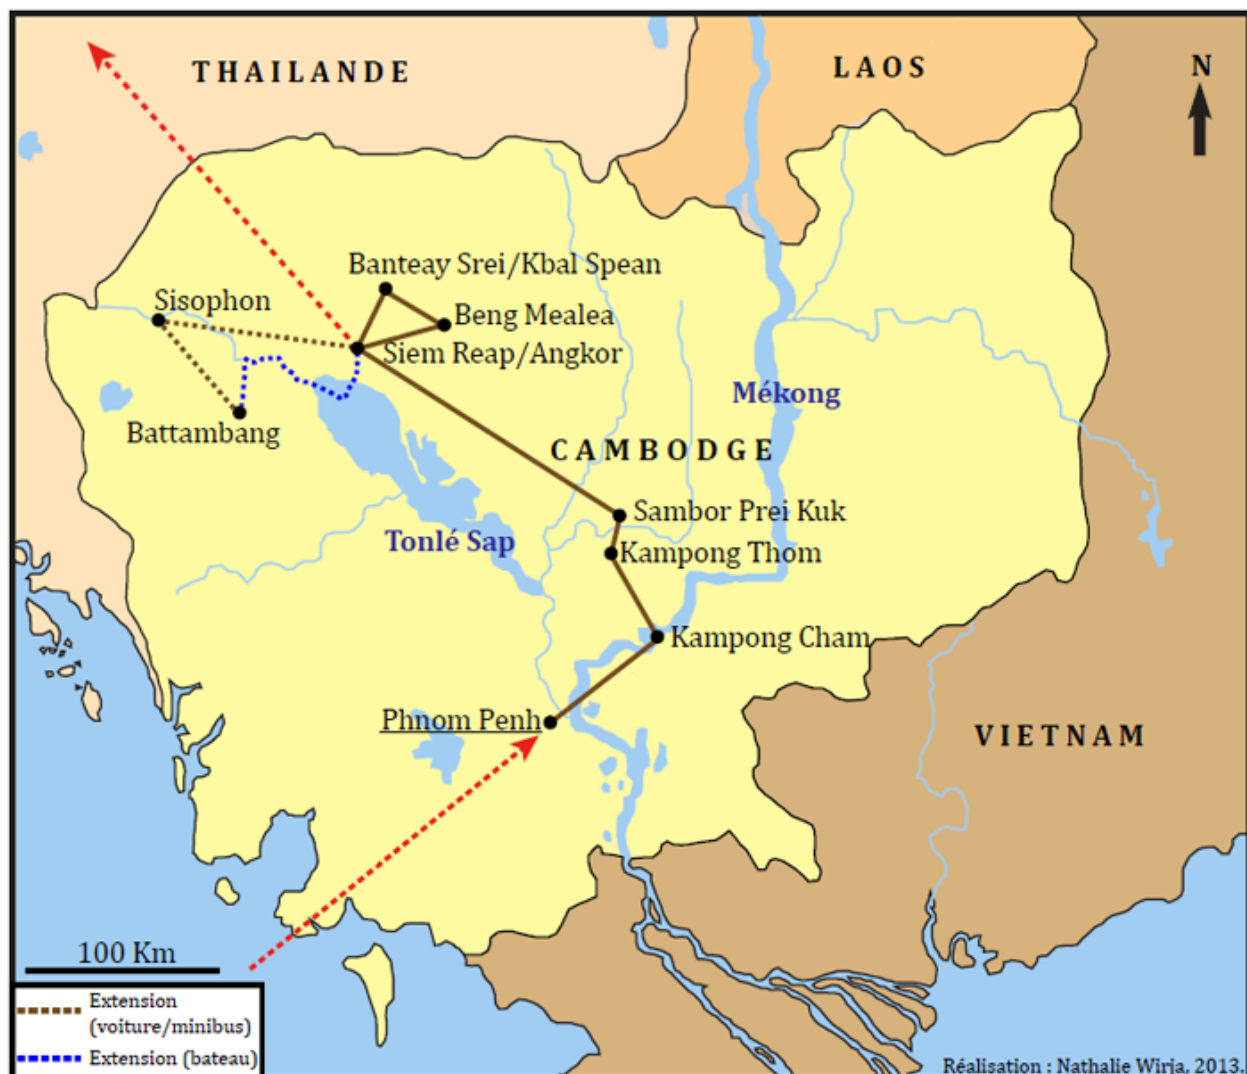 THAILANDE
LAOS
N
Banteay Srei/Kbal Spean
Sisophon
Beng Mealea
Siem Reap/Angkor
Mékong
Battambang
CAMBODGE
Sambor Prei Kuk
Tonlé Sap
Kampong Thom
Kampong Cham
Phnom Penh
VIETNAM
100 Km
Extension
(voiture/minibus)
Extension (bateau)
Réalisation : Nathalie Wirja, 2013.